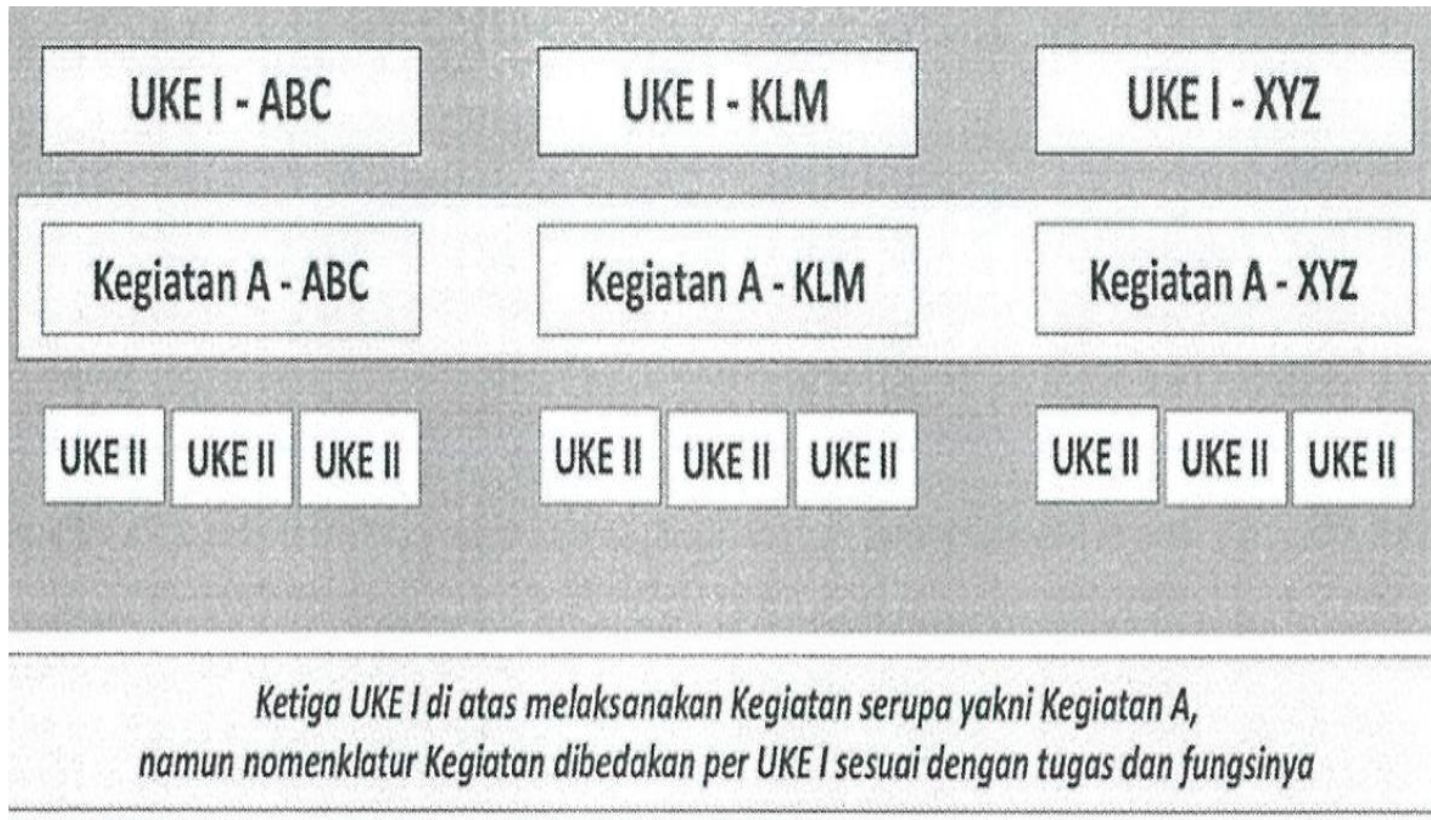 UKE I - ABC
UKE I - KLM
UKE I - XYZ
Kegiatan A - ABC
Kegiatan A - KLM
Kegiatan A - XYZ
UKE II
UKE II
UKE II
UKE II
UKE II
UKE II
UKE II
UKE II
UKE II
Ketiga UKE I di atas melaksanakan Kegiatan serupa yakni Kegiatan A,
namun nomenklatur Kegiatan dibedakan per UKE I sesuai dengan tugas dan fungsinya